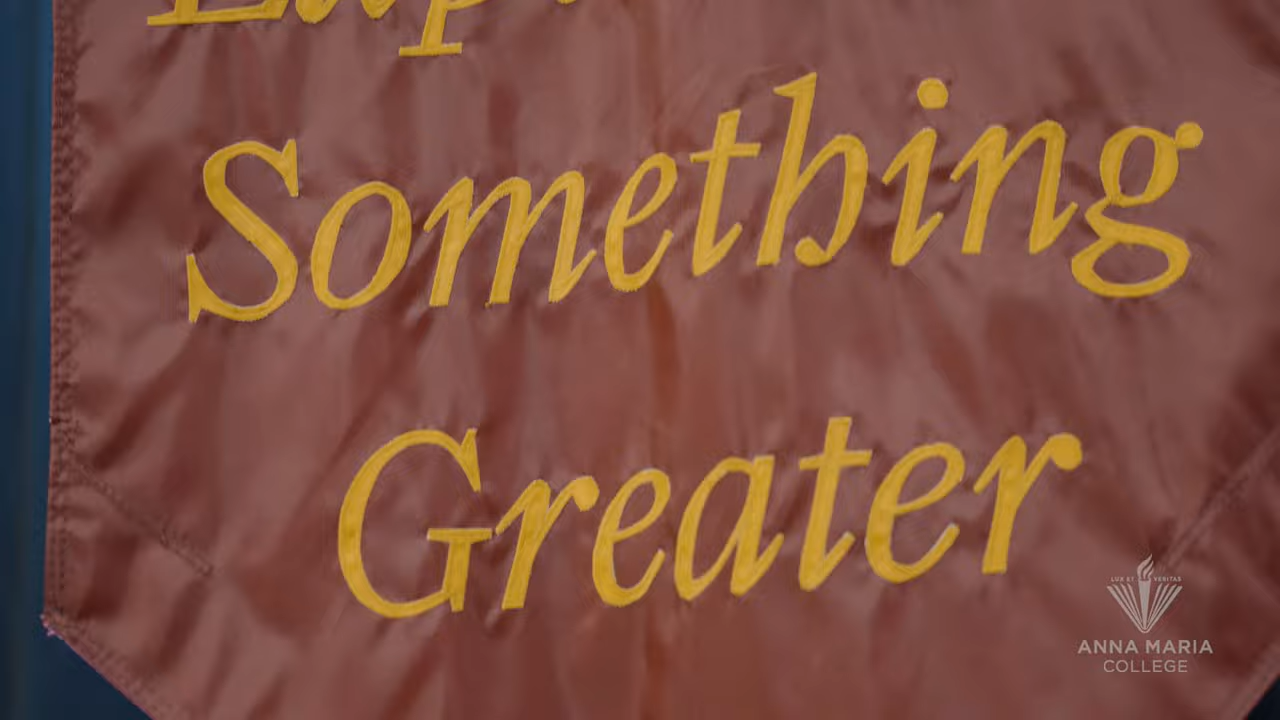 Something
Greater
LUX ET VERITAS
ANNA MARIA
COLLEGE